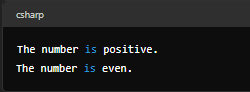 csharp
The number is positive.
The number is even.